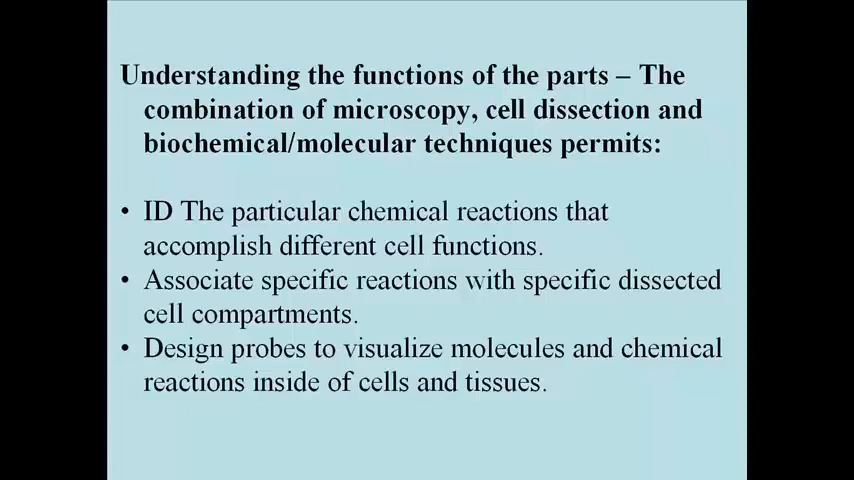 Understanding the functions of the parts – The
combination of microscopy, cell dissection and
biochemical/molecular techniques permits:
• ID The particular chemical reactions that
accomplish different cell functions.
• Associate specific reactions with specific dissected
cell compartments.
• Design probes to visualize molecules and chemical
reactions inside of cells and tissues.